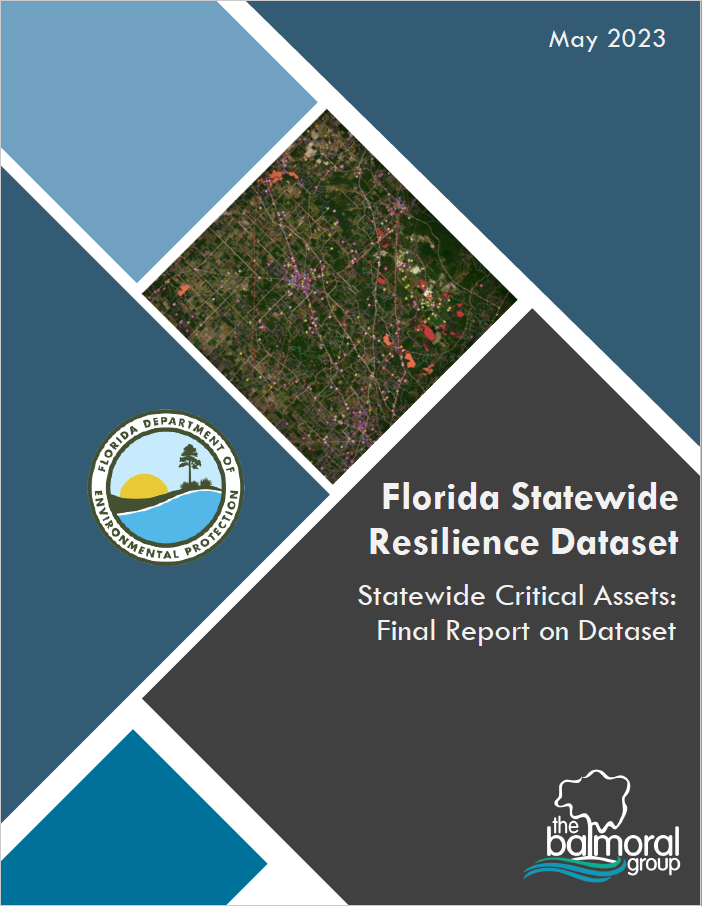 May 2023
FLORIDA DEPARTMENT OF
ENVIRONMENTAL PROTECTION
Florida Statewide
Resilience Dataset
Statewide Critical Assets:
Final Report on Dataset
the
balmoral
group